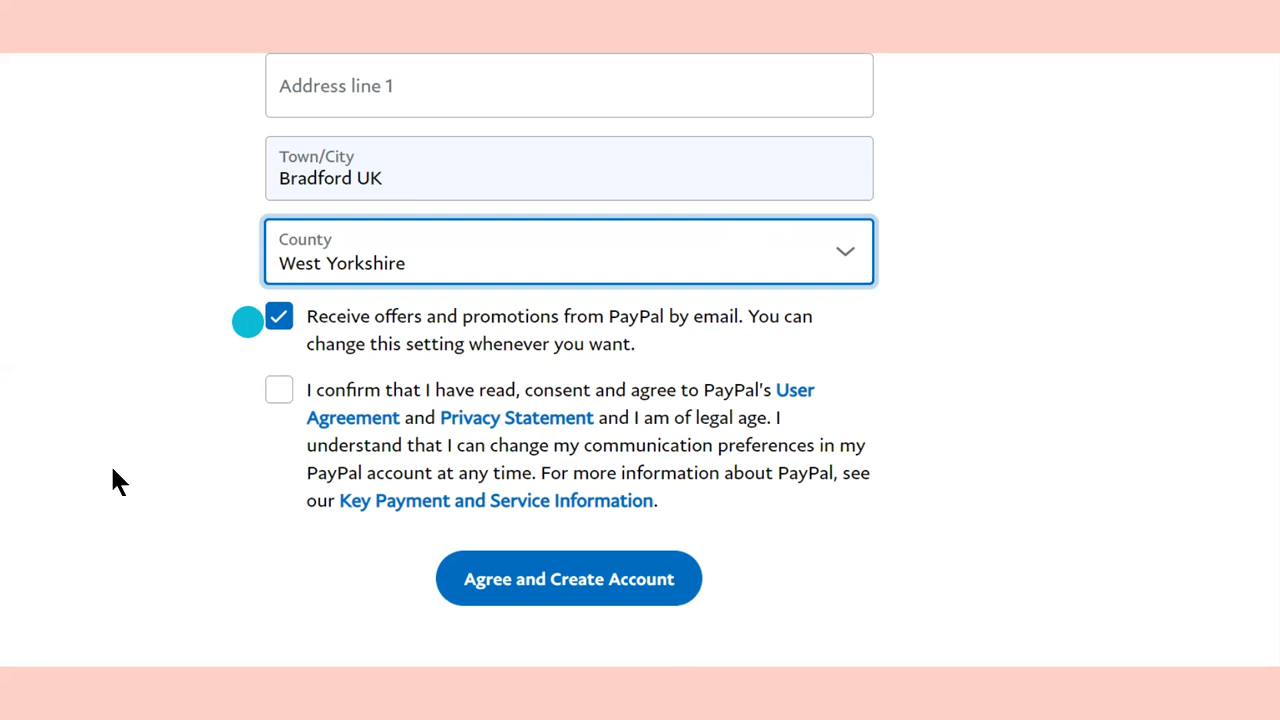 Address line 1
Town/City
Bradford UK
County
West Yorkshire
Receive offers and promotions from PayPal by email. You can
change this setting whenever you want.
I confirm that I have read, consent and agree to PayPal's User
Agreement and Privacy Statement and I am of legal age. I
understand that I can change my communication preferences in my
PayPal account at any time. For more information about PayPal, see
our Key Payment and Service Information.
Agree and Create Account